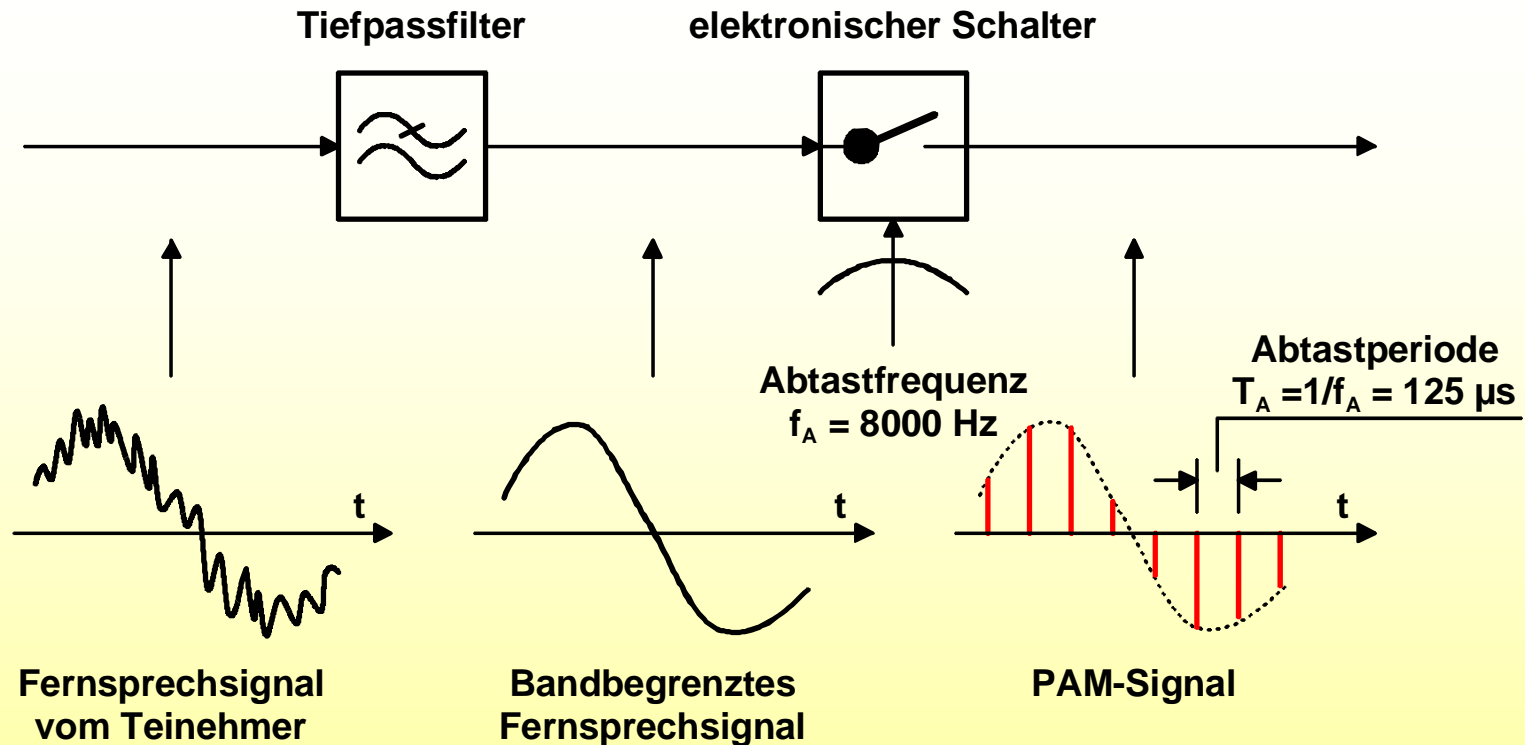 Tiefpassfilter
elektronischer Schalter
Abtastfrequenz
f_A = 8000 Hz
Abtastperiode
T_A =1/f_A = 125 µs
t
t
t
Fernsprechsignal
vom Teinehmer
Bandbegrenztes
Fernsprechsignal
PAM-Signal